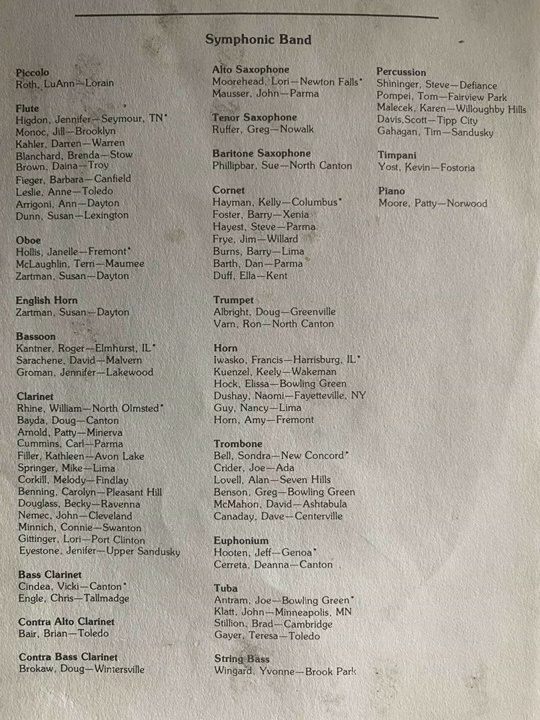 Symphonic Band
Piccolo
Roth, LuAnn—Lorain
Flute
Higdon, Jennifer—Seymour, TN*
Monoc, Jill—Brooklyn
Kahler, Darren—Warren
Blanchard, Brenda—Stow
Brown, Daina—Troy
Fieger, Barbara—Canfield
Leslie, Anne—Toledo
Arrigoni, Ann—Dayton
Dunn, Susan—Lexington
Oboe
Hollis, Janelle—Fremont*
McLaughlin, Terri—Maumee
Zartman, Susan—Dayton
English Horn
Zartman, Susan—Dayton
Bassoon
Kantner, Roger—Elmhurst, IL*
Sarachene, David—Malvern
Groman, Jennifer—Lakewood
Clarinet
Rhine, William—North Olmsted*
Bayda, Doug—Canton
Arnold, Patty—Minerva
Cummins, Carl—Parma
Filler, Kathleen—Avon Lake
Springer, Mike—Lima
Corkill, Melody—Findlay
Benning, Carolyn—Pleasant Hill
Douglass, Becky—Ravenna
Nemec, John—Cleveland
Minnich, Connie—Swanton
Gittinger, Lori—Port Clinton
Eyestone, Jenifer—Upper Sandusky
Bass Clarinet
Cindea, Vicki—Canton*
Engle, Chris—Tallmadge
Contra Alto Clarinet
Bair, Brian—Toledo
Contra Bass Clarinet
Brokaw, Doug—Wintersville
Alto Saxophone
Moorehead, Lori—Newton Falls*
Mausser, John—Parma
Tenor Saxophone
Ruffer, Greg—Nowalk
Baritone Saxophone
Phillipbar, Sue—North Canton
Cornet
Hayman, Kelly—Columbus*
Foster, Barry—Xenia
Hayest, Steve—Parma
Frye, Jim—Willard
Burns, Barry—Lima
Barth, Dan—Parma
Duff, Ella—Kent
Trumpet
Albright, Doug—Greenville
Varn, Ron—North Canton
Horn
Iwasko, Francis—Harrisburg, IL*
Kuenzel, Keely—Wakeman
Hock, Elissa—Bowling Green
Dushay, Naomi—Fayetteville, NY
Guy, Nancy—Lima
Horn, Amy—Fremont
Trombone
Bell, Sondra—New Concord*
Crider, Joe—Ada
Lovell, Alan—Seven Hills
Benson, Greg—Bowling Green
McMahon, David—Ashtabula
Canaday, Dave—Centerville
Euphonium
Hooten, Jeff—Genoa*
Cerreta, Deanna—Canton
Tuba
Antram, Joe—Bowling Green*
Klatt, John—Minneapolis, MN
Stillion, Brad—Cambridge
Gayer, Teresa—Toledo
String Bass
Wingard, Yvonne—Brook Park
Percussion
Shininger, Steve—Defiance
Pompei, Tom—Fairview Park
Malecek, Karen—Willoughby Hills
Davis,Scott—Tipp City
Gahagan, Tim—Sandusky
Timpani
Yost, Kevin—Fostoria
Piano
Moore, Patty—Norwood